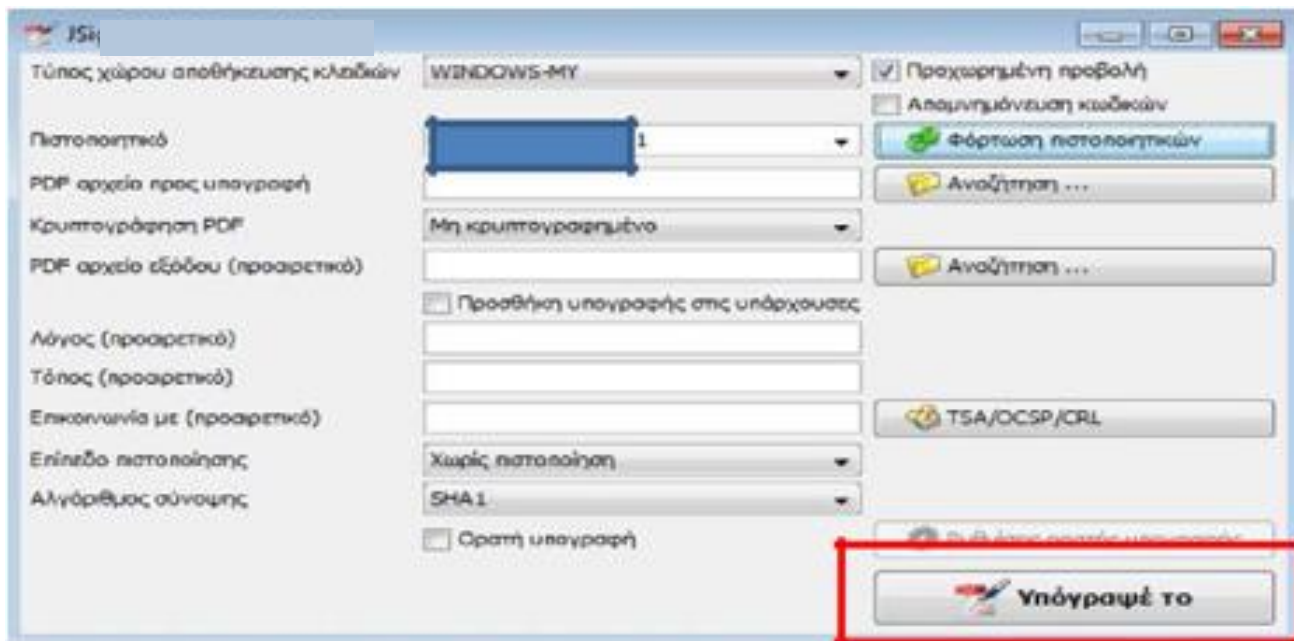 JSi
Τύπος χώρου αποθήκευσης κλειδιών WINDOWS-MY Προχωρημένη προβολή
Απομνημόνευση κωδικών
Πιστοποιητικό 1 Φόρτωση πιστοποιητικών
PDF αρχείο προς υπογραφή Αναζήτηση ...
Κρυπτογράφηση PDF Μη κρυπτογραφημένο
PDF αρχείο εξόδου (προαιρετικό) Αναζήτηση ...
Προσθήκη υπογραφής στις υπάρχουσες
Λόγος (προαιρετικό)
Τόπος (προαιρετικό)
Επικοινωνία με (προαιρετικό) TSA/OCSP/CRL
Επίπεδο πιστοποίησης Χωρίς πιστοποίηση
Αλγόριθμος σύνοψης SHA1
Ορατή υπογραφή
Υπόγραψέ το